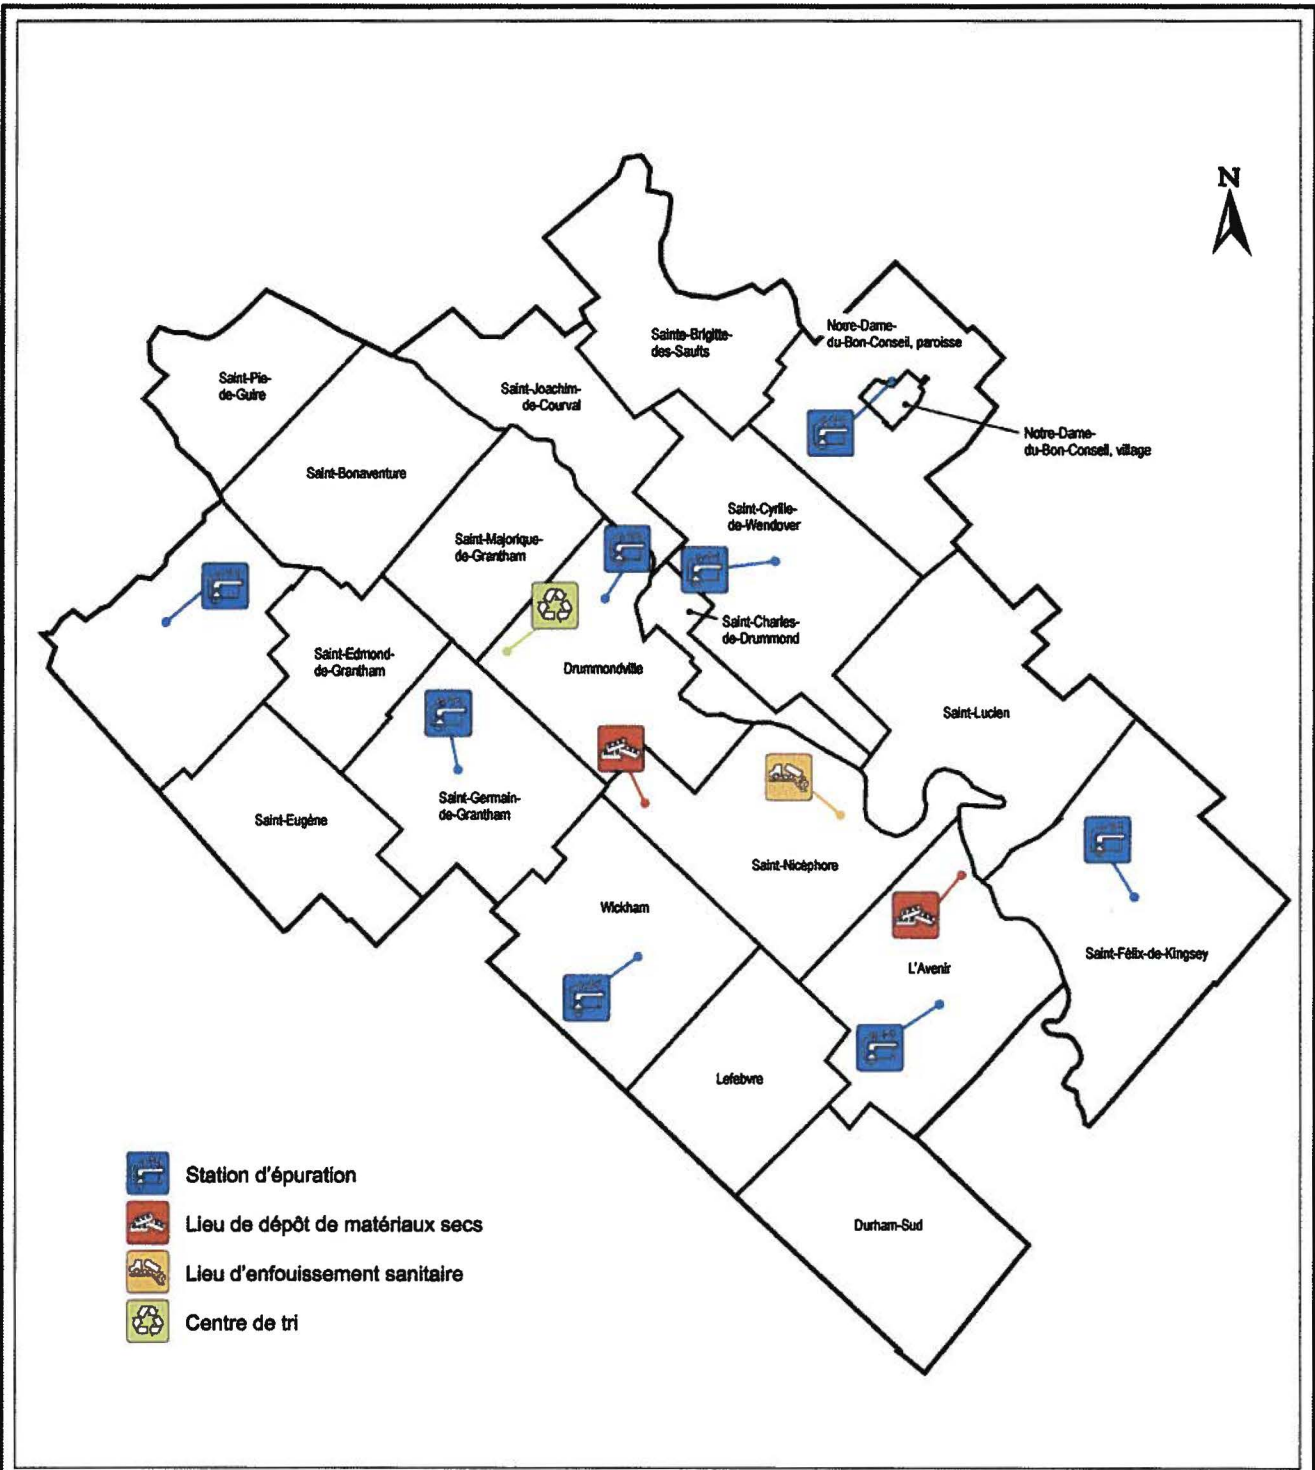 N
Sainte-Brigitte-
des-Saults
Notre-Dame-
du-Bon-Conseil, paroisse
Saint-Pie-
de-Guire
Saint-Joachim-
de-Courval
Notre-Dame-
du-Bon-Conseil, village
Saint-Bonaventure
Saint-Cyrille-
de-Wendover
Saint-Majorique-
de-Grantham
Saint-Charles-
de-Drummond
Saint-Edmond-
de-Grantham
Drummondville
Saint-Lucien
Saint-Germain-
de-Grantham
Saint-Eugène
Saint-Nicéphore
Wickham
L'Avenir
Saint-Félix-de-Kingsey
Lefebvre
Durham-Sud
Station d'épuration
Lieu de dépôt de matériaux secs
Lieu d'enfouissement sanitaire
Centre de tri